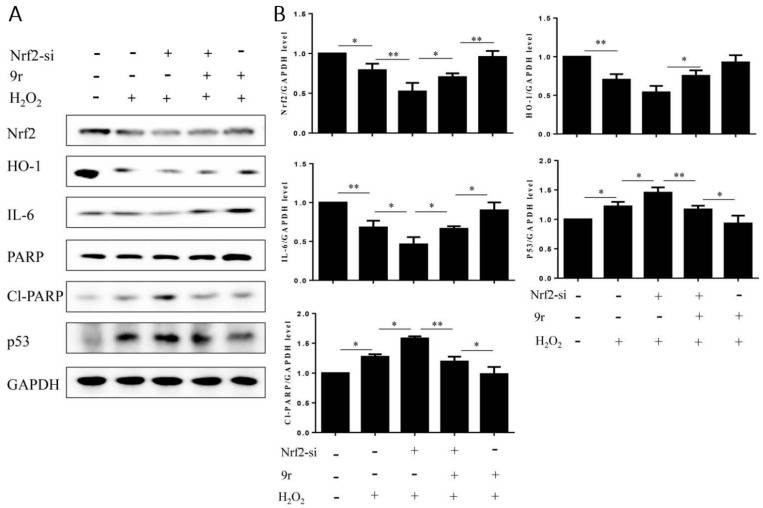 A
Nrf2-si - - + + -
9r - - - + +
H2O2 - + + + +
Nrf2
HO-1
IL-6
PARP
Cl-PARP
p53
GAPDH
B
Nrf2/GAPDH level
1.5
1.0
0.5
0.0
* ** * **
HO-1/GAPDH level
1.5
1.0
0.5
0.0
** *
IL-6/GAPDH level
1.5
1.0
0.5
0.0
** * * *
P53/GAPDH level
2.0
1.5
1.0
0.5
0.0
* * ** *
Nrf2-si - - + + -
9r - - - + +
H2O2 - + + + +
Cl-PARP/GAPDH level
2.0
1.5
1.0
0.5
0.0
* * ** *
Nrf2-si - - + + -
9r - - - + +
H2O2 - + + + +